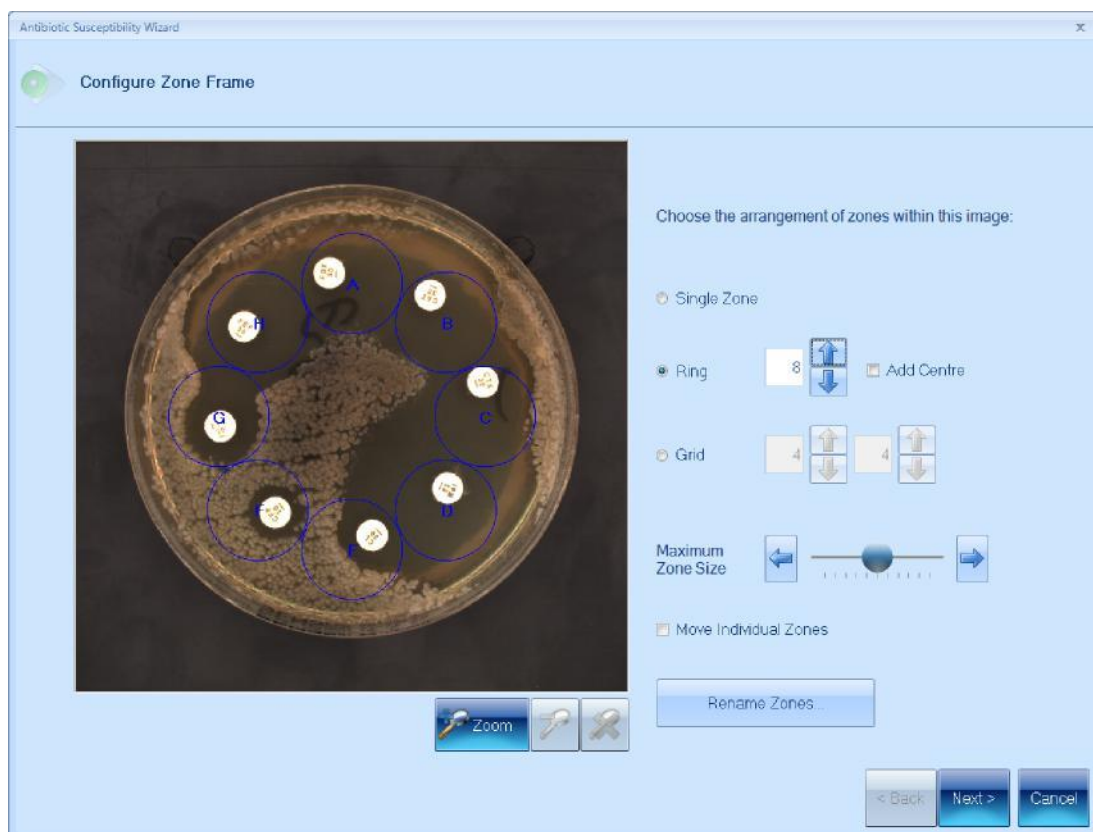 Antibiotic Susceptibility Wizard
x
Configure Zone Frame
Choose the arrangement of zones within this image:
Single Zone
Ring
8
Add Centre
Grid
4
4
Maximum
Zone Size
Move Individual Zones
Rename Zones...
A
B
H
C
G
D
F
E
Zoom
< Back
Next >
Cancel